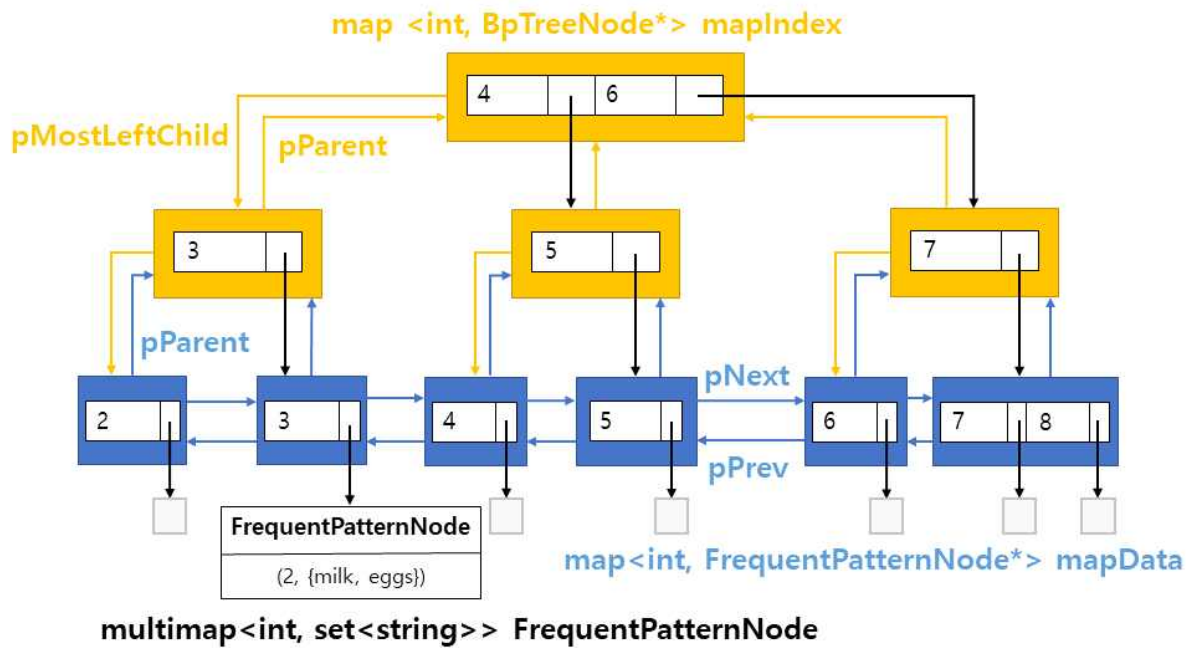 map <int, BpTreeNode*> mapIndex
4 6
pMostLeftChild
pParent
3 5 7
pParent
pNext
2 3 4 5 6 7 8
pPrev
FrequentPatternNode
(2, {milk, eggs})
map<int, FrequentPatternNode*> mapData
multimap<int, set<string>> FrequentPatternNode